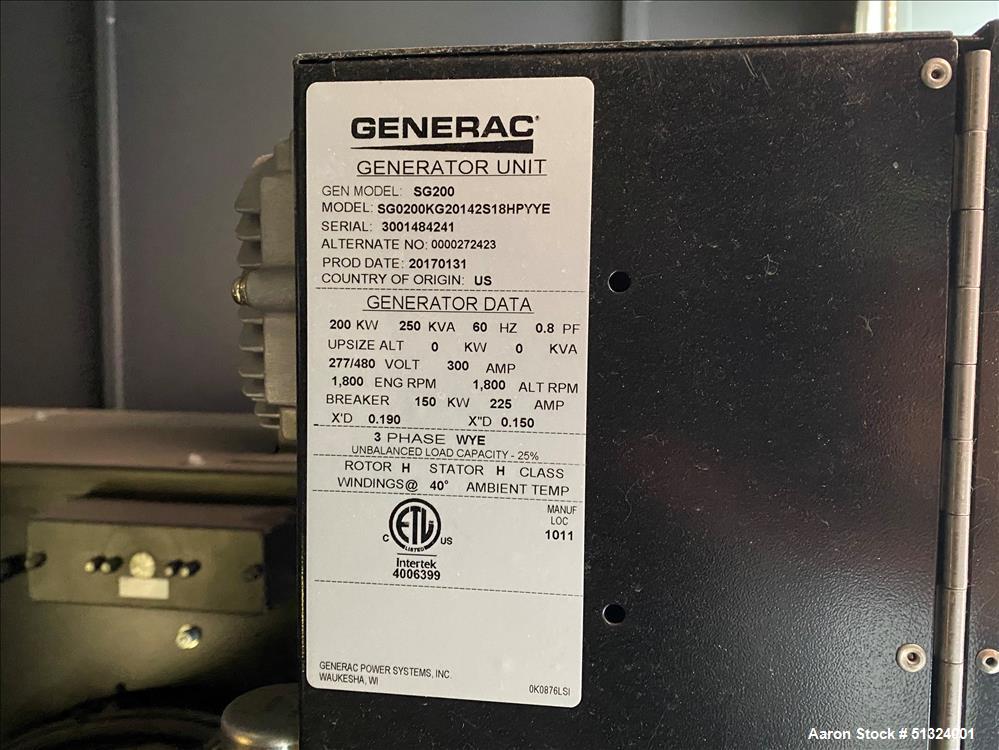 GENERAC
GENERATOR UNIT
GEN MODEL: SG200
MODEL: SG0200KG20142S18HPYYE
SERIAL: 3001484241
ALTERNATE NO: 0000272423
PROD DATE: 20170131
COUNTRY OF ORIGIN: US
GENERATOR DATA
200 KW 250 KVA 60 HZ 0.8 PF
UPSIZE ALT 0 KW 0 KVA
277/480 VOLT 300 AMP
1,800 ENG RPM 1,800 ALT RPM
BREAKER 150 KW 225 AMP
X'D 0.190 X"D 0.150
3 PHASE WYE
UNBALANCED LOAD CAPACITY - 25%
ROTOR H STATOR H CLASS
WINDINGS@ 40° AMBIENT TEMP
C ETL US
LISTED
Intertek
4006399
MANUF
LOC
1011
GENERAC POWER SYSTEMS, INC.
WAUKESHA, WI
0K0876LSI
Aaron Stock # 51324001